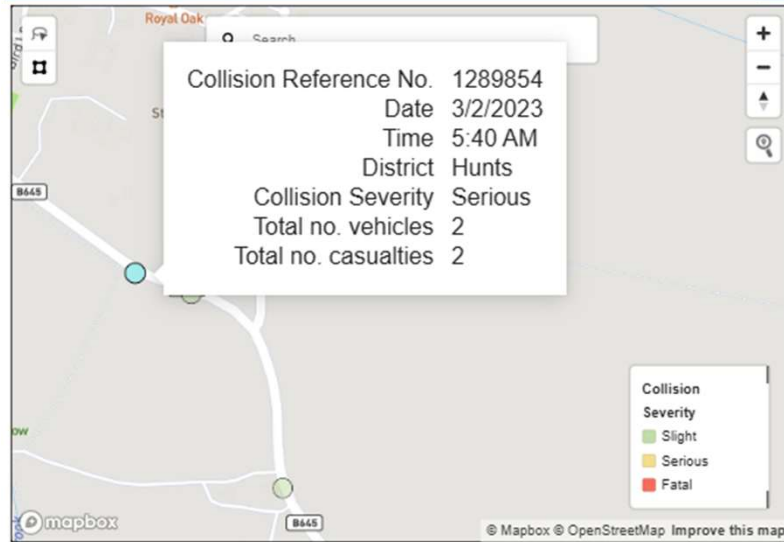 Royal Oak
Search
Collision Reference No. 1289854
Date 3/2/2023
Time 5:40 AM
District Hunts
Collision Severity Serious
Total no. vehicles 2
Total no. casualties 2
B645
Collision
Severity
Slight
Serious
Fatal
B645
mapbox
© Mapbox © OpenStreetMap Improve this map